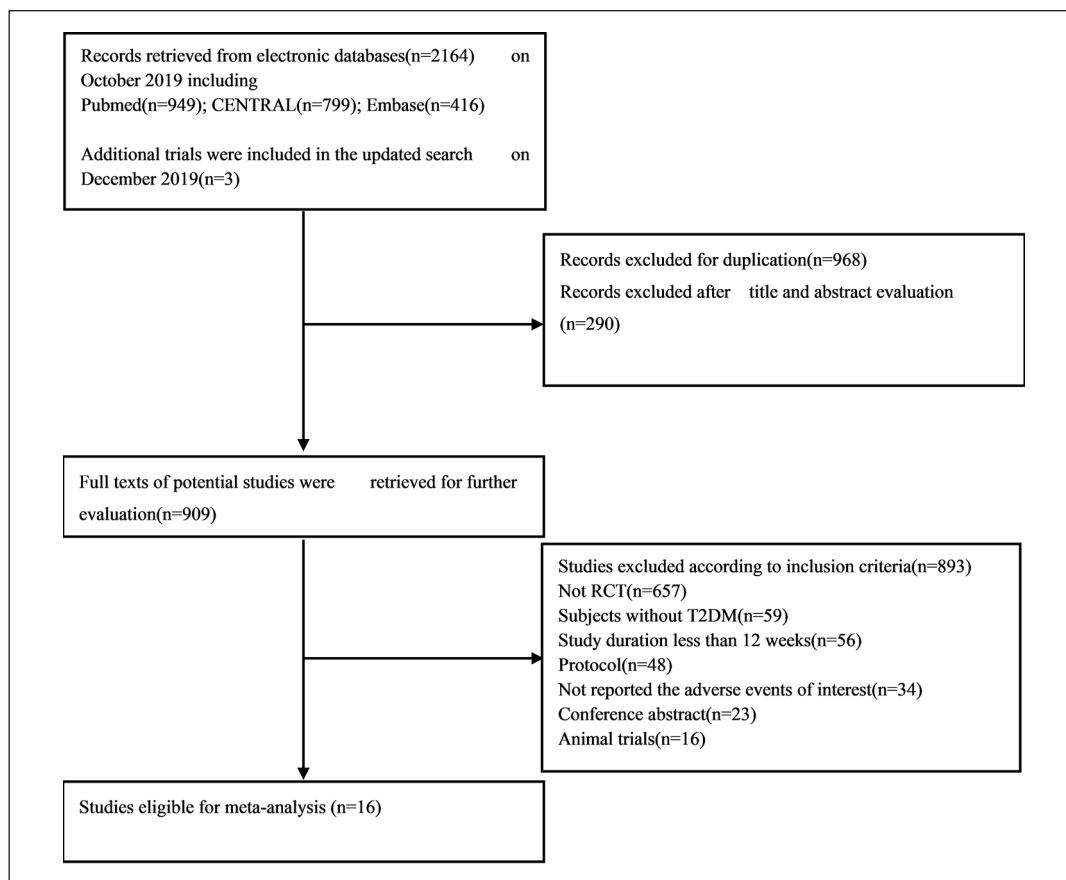 Records retrieved from electronic databases(n=2164) on
October 2019 including
Pubmed(n=949); CENTRAL(n=799); Embase(n=416)
Additional trials were included in the updated search on
December 2019(n=3)
Records excluded for duplication(n=968)
Records excluded after title and abstract evaluation
(n=290)
Full texts of potential studies were retrieved for further
evaluation(n=909)
Studies excluded according to inclusion criteria(n=893)
Not RCT(n=657)
Subjects without T2DM(n=59)
Study duration less than 12 weeks(n=56)
Protocol(n=48)
Not reported the adverse events of interest(n=34)
Conference abstract(n=23)
Animal trials(n=16)
Studies eligible for meta-analysis (n=16)